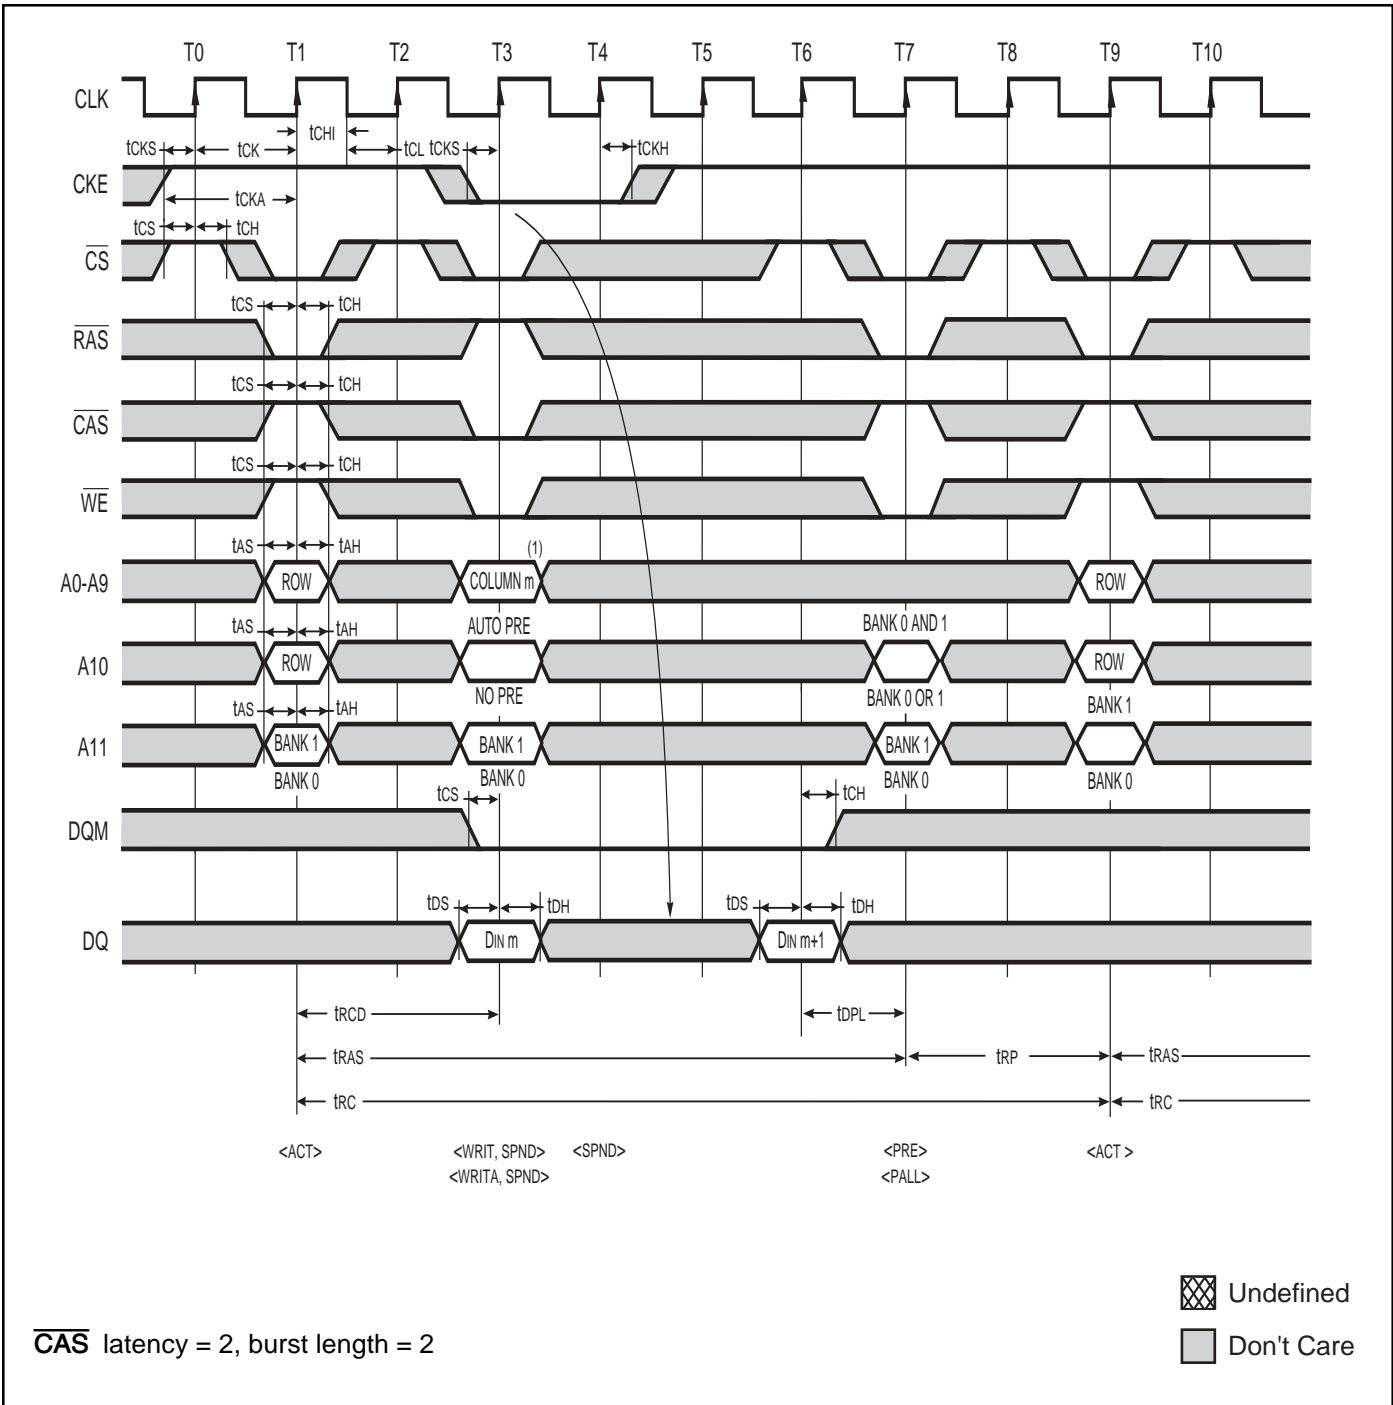 T0 T1 T2 T3 T4 T5 T6 T7 T8 T9 T10
CLK
tCHI
tCKS tCK tCL tCKS tCKH
CKE
tCKA
tCS tCH
CS
tCS tCH
RAS
tCS tCH
CAS
tCS tCH
WE
tAS tAH (1)
A0-A9 ROW COLUMN m ROW
tAS tAH AUTO PRE BANK 0 AND 1
A10 ROW ROW
NO PRE BANK 0 OR 1 BANK 1
tAS tAH
A11 BANK 1 BANK 1 BANK 1
BANK 0 BANK 0 BANK 0 BANK 0
tCS tCH
DQM
tDS tDH tDS tDH
DQ DIN m DIN m+1
tRCD tDPL
tRAS tRP tRAS
tRC tRC
<ACT> <WRIT, SPND> <SPND> <PRE> <ACT >
<WRITA, SPND> <PALL>
Undefined
CAS latency = 2, burst length = 2
Don't Care